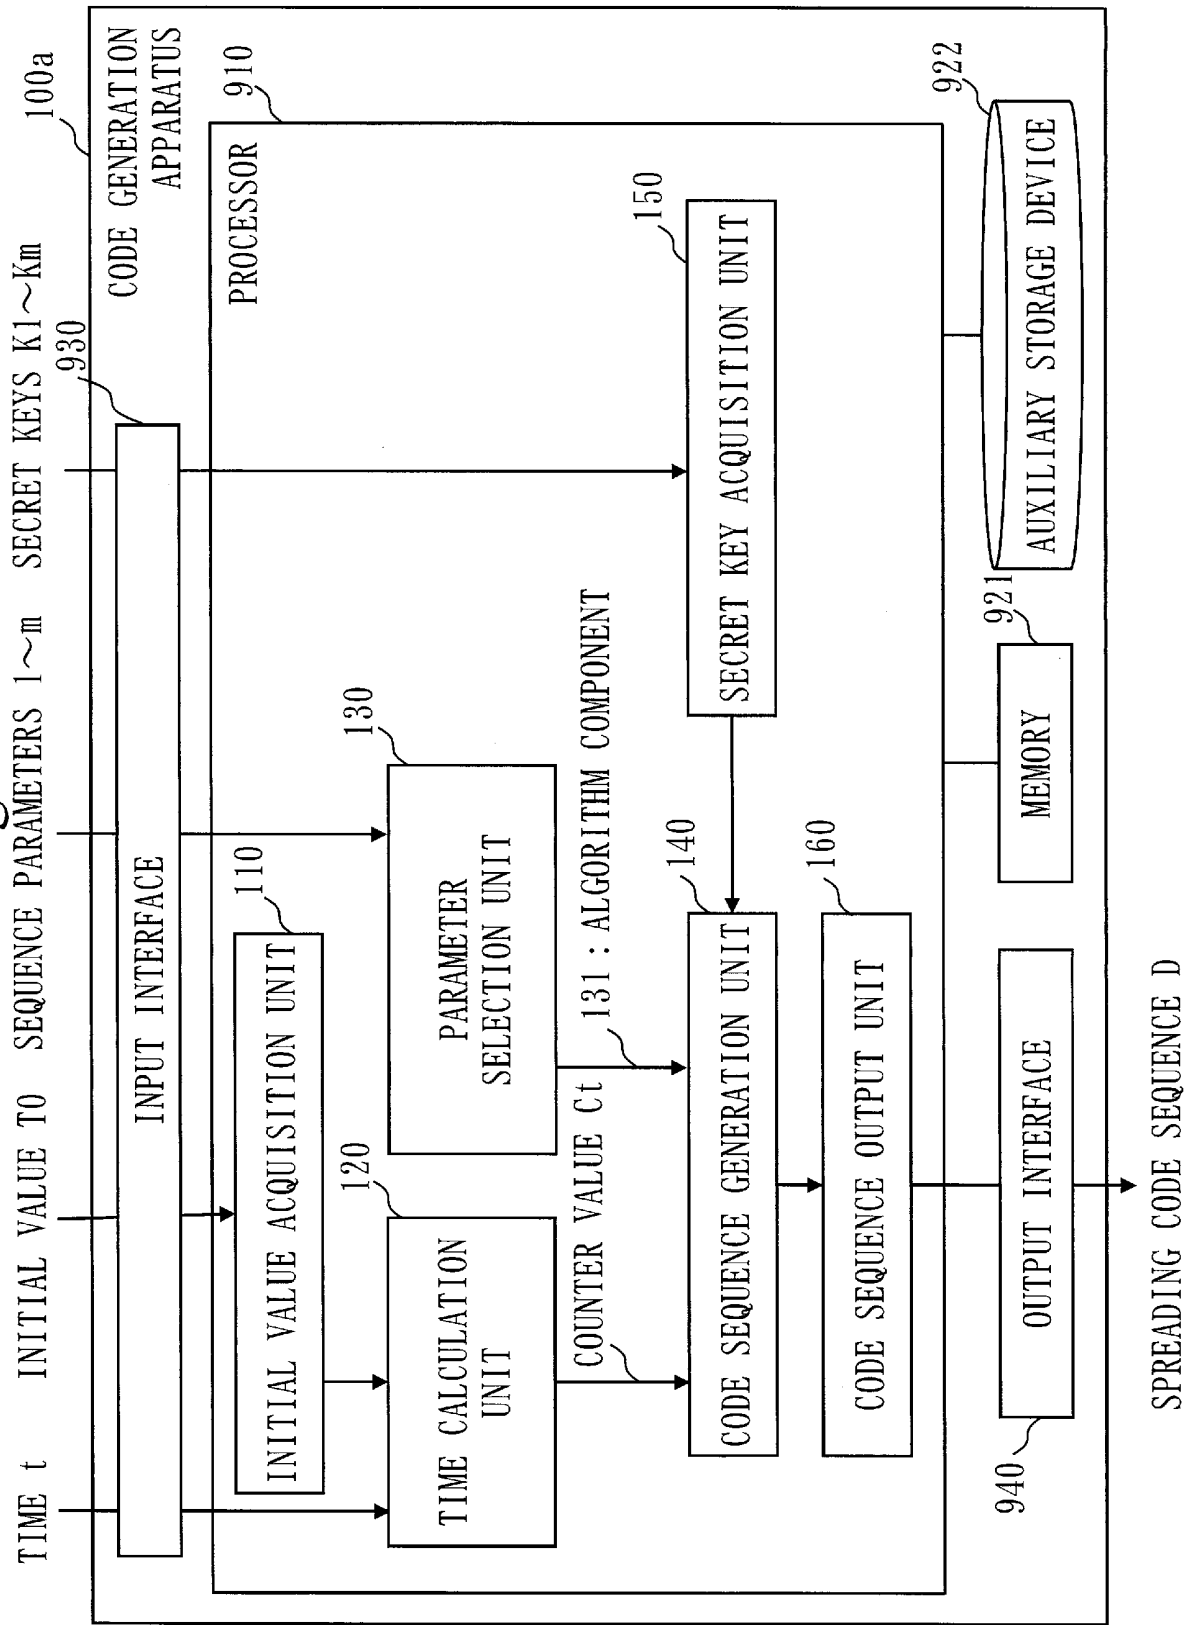 100a
TIME t
INITIAL VALUE T0
SEQUENCE PARAMETERS 1~m
SECRET KEYS K1~Km
930
CODE GENERATION
APPARATUS
INPUT INTERFACE
910
PROCESSOR
110
INITIAL VALUE ACQUISITION UNIT
120
TIME CALCULATION
UNIT
130
PARAMETER
SELECTION UNIT
COUNTER VALUE Ct
131 : ALGORITHM COMPONENT
150
SECRET KEY ACQUISITION UNIT
140
CODE SEQUENCE GENERATION UNIT
160
CODE SEQUENCE OUTPUT UNIT
940
OUTPUT INTERFACE
921
MEMORY
922
AUXILIARY STORAGE DEVICE
SPREADING CODE SEQUENCE D